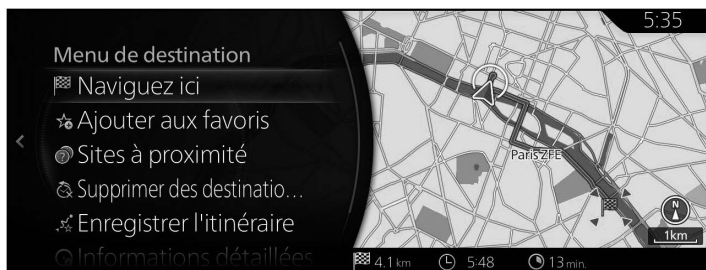 5:35
Menu de destination
Naviguez ici
Ajouter aux favoris
Sites à proximité
Supprimer des destinatio...
Enregistrer l'itinéraire
Informations détaillées
Paris ZFE
N
1km
4.1 km 5:48 13 min.